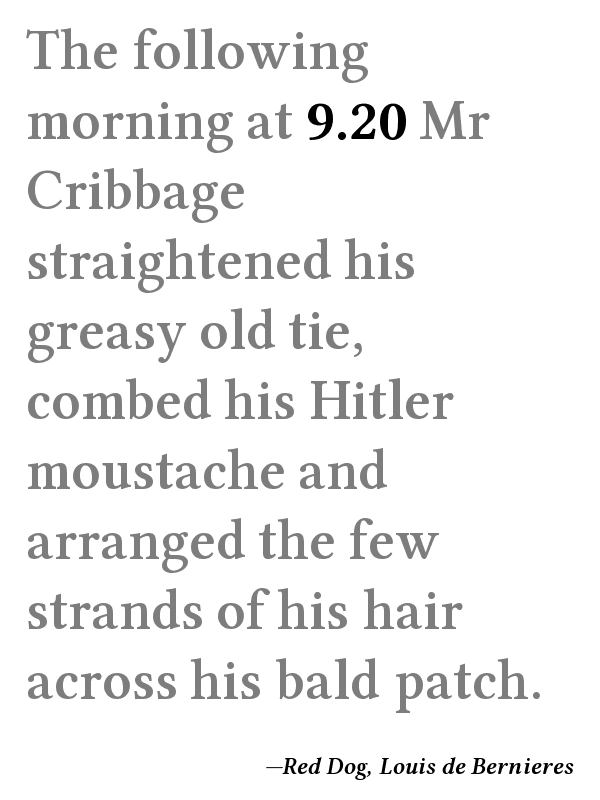 The following
morning at 9.20 Mr
Cribbage
straightened his
greasy old tie,
combed his Hitler
moustache and
arranged the few
strands of his hair
across his bald patch.
—Red Dog, Louis de Bernieres